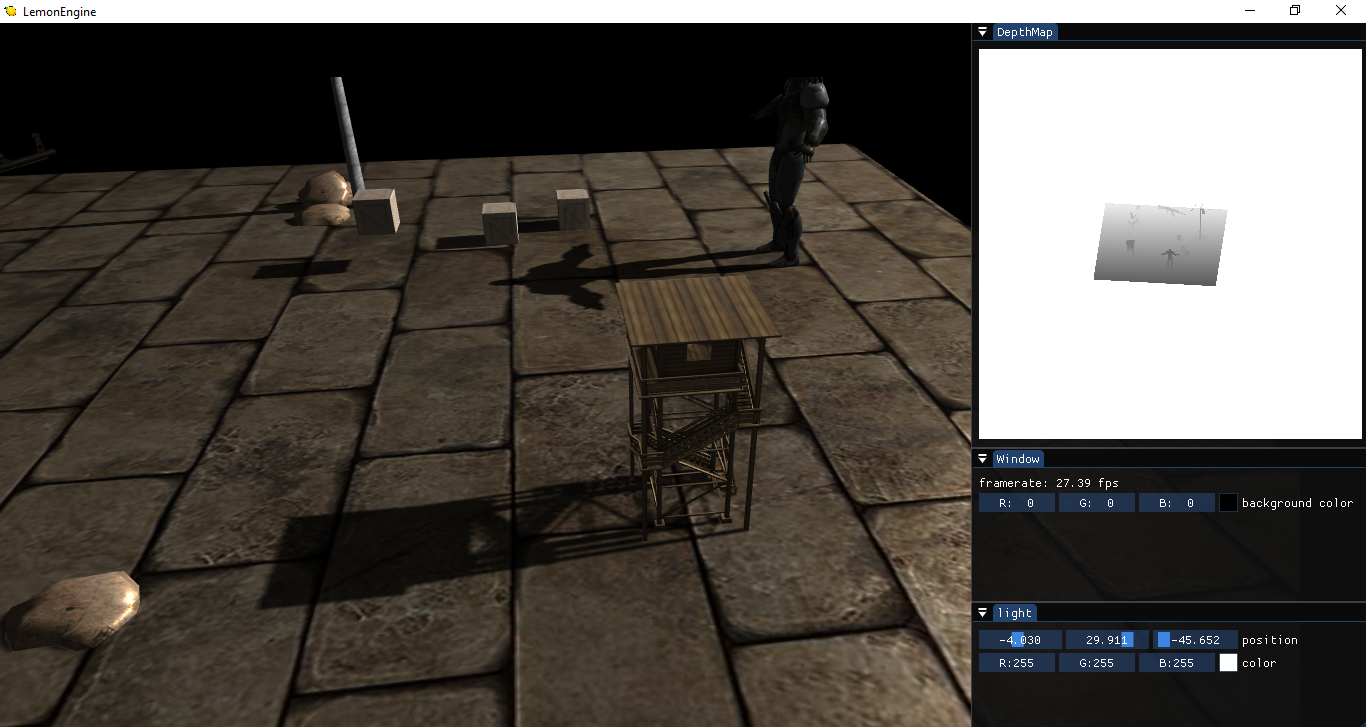 LemonEngine
DepthMap
Window
framerate: 27.39 fps
R: 0 G: 0 B: 0 background color
light
-4.030 29.911 -45.652 position
R:255 G:255 B:255 color